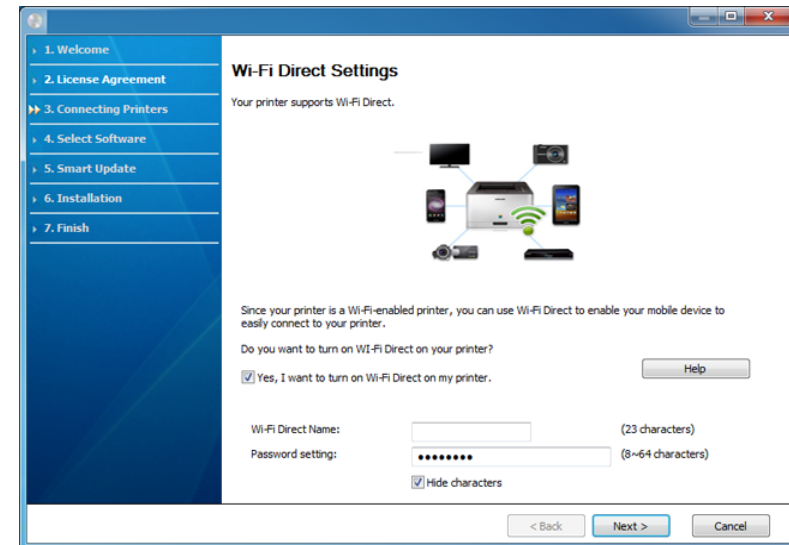 1. Welcome
2. License Agreement
3. Connecting Printers
4. Select Software
5. Smart Update
6. Installation
7. Finish
Wi-Fi Direct Settings
Your printer supports Wi-Fi Direct.
Since your printer is a Wi-Fi-enabled printer, you can use Wi-Fi Direct to enable your mobile device to
easily connect to your printer.
Do you want to turn on WI-Fi Direct on your printer?
Yes, I want to turn on Wi-Fi Direct on my printer.
Help
Wi-Fi Direct Name: (23 characters)
Password setting: •••••••• (8~64 characters)
Hide characters
< Back Next > Cancel